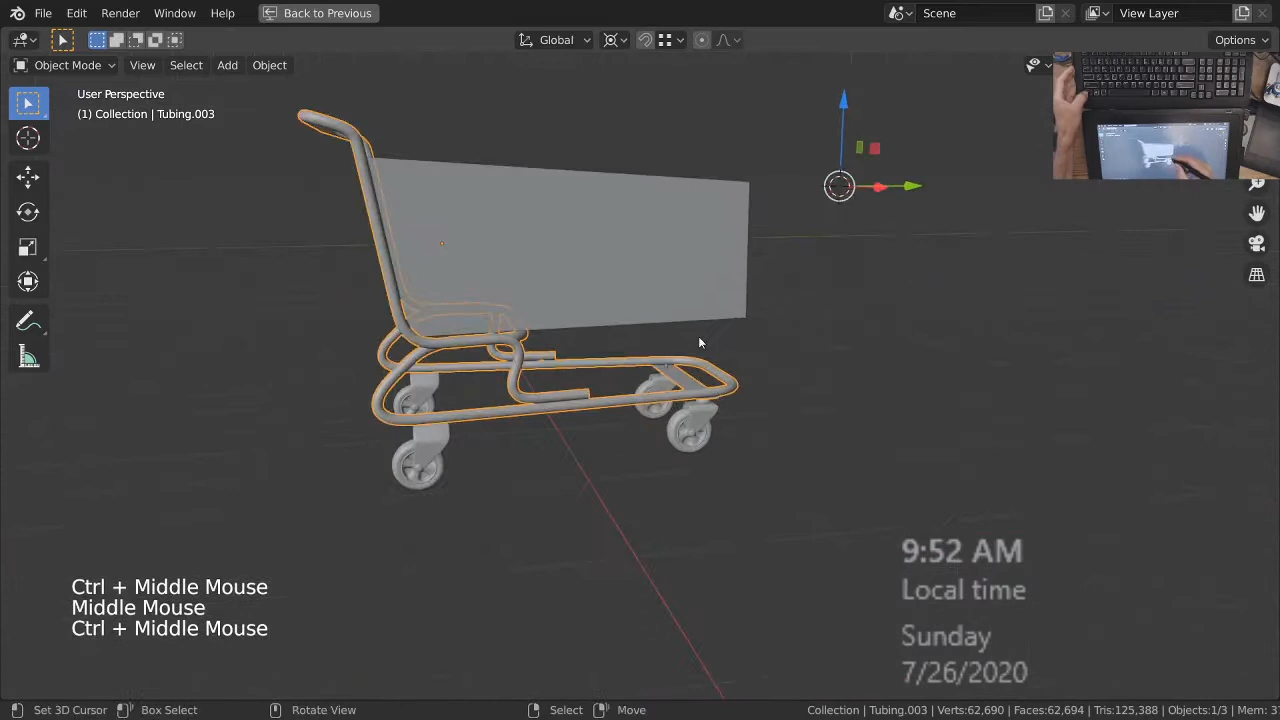 File Edit Render Window Help Back to Previous Scene View Layer
Global Options
Object Mode View Select Add Object
User Perspective
(1) Collection | Tubing.003
9:52 AM
Local time
Sunday
7/26/2020
Ctrl + Middle Mouse
Middle Mouse
Ctrl + Middle Mouse
Set 3D Cursor Box Select Rotate View Select Move Collection | Tubing.003 Verts:62,690 Faces:62,694 Tris:125,388 Objects:1/3 Mem: 3